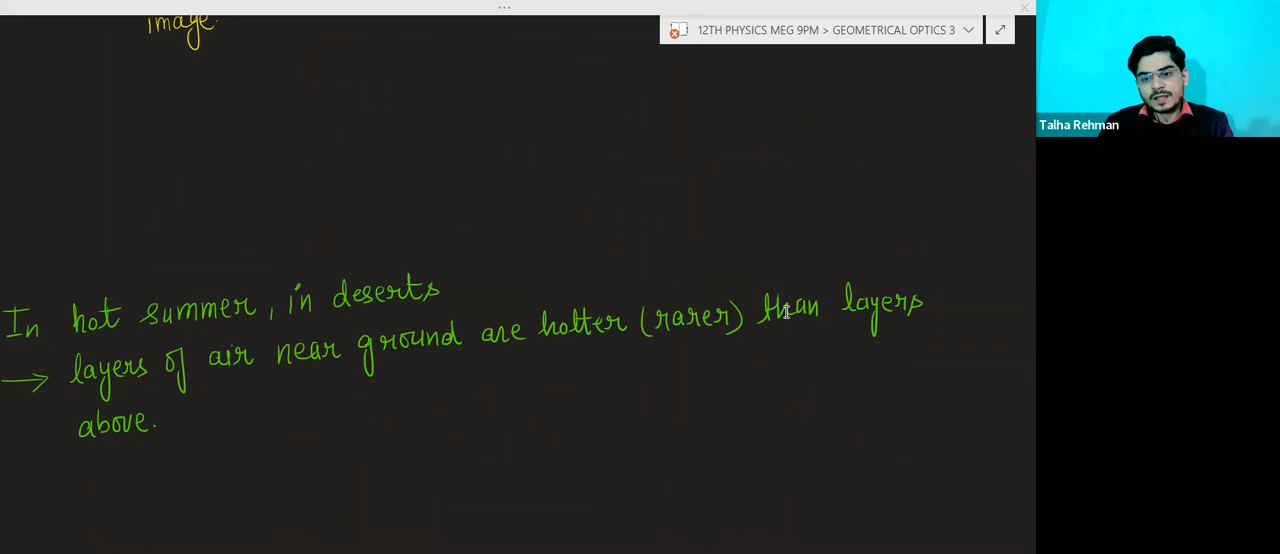 image.
12TH PHYSICS MEG 9PM > GEOMETRICAL OPTICS 3
Talha Rehman
In hot summer, in deserts
→ layers of air near ground are hotter (rarer) than layers
above.